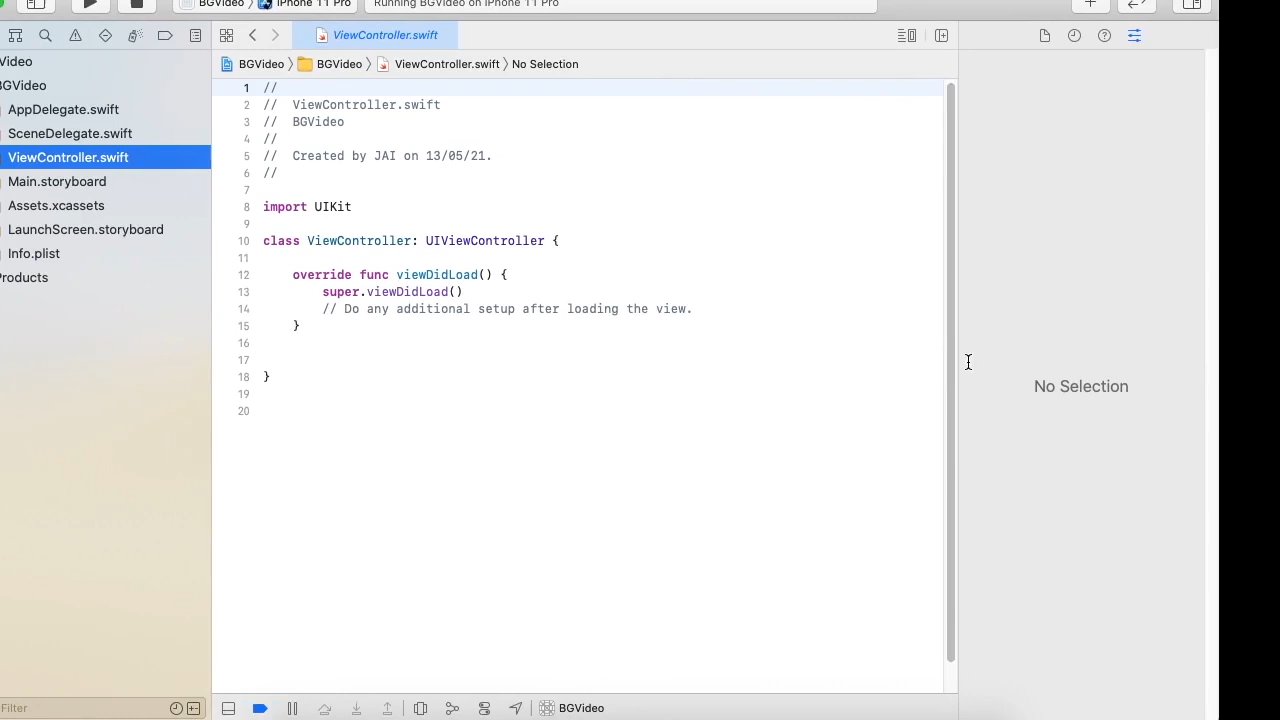 BGVideo 〉 iPhone 11 Pro Running BGVideo on iPhone 11 Pro
ViewController.swift
BGVideo 〉 BGVideo 〉 ViewController.swift 〉 No Selection
Video
BGVideo
AppDelegate.swift
SceneDelegate.swift
ViewController.swift
Main.storyboard
Assets.xcassets
LaunchScreen.storyboard
Info.plist
Products
1 //
2 //  ViewController.swift
3 //  BGVideo
4 //
5 //  Created by JAI on 13/05/21.
6 //
7
8 import UIKit
9
10 class ViewController: UIViewController {
11
12     override func viewDidLoad() {
13         super.viewDidLoad()
14         // Do any additional setup after loading the view.
15     }
16
17
18 }
19
20
No Selection
Filter
BGVideo